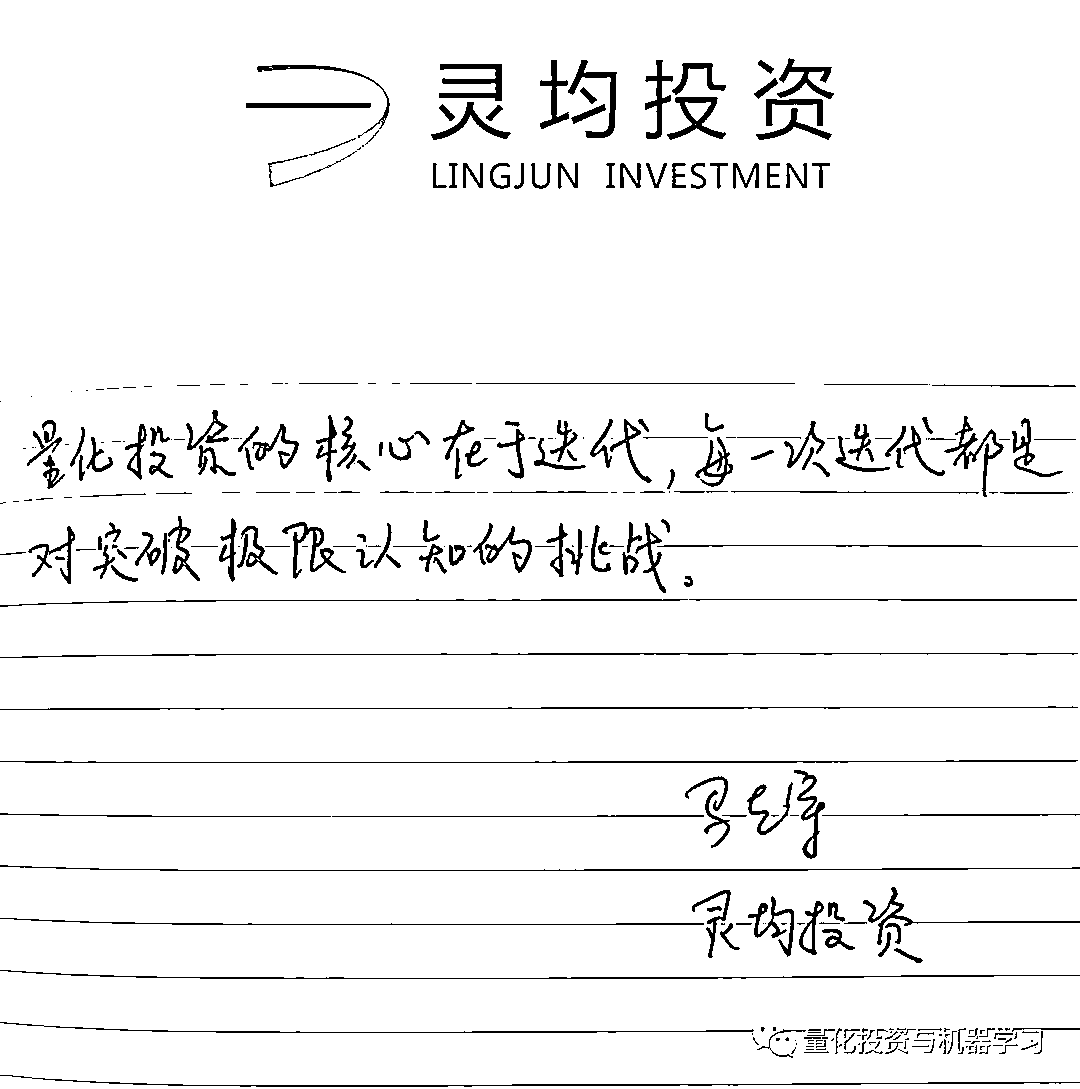 灵均投资
LINGJUN INVESTMENT
量化投资的核心在于迭代,每一次迭代都是
对突破极限认知的挑战。
马志宇
灵均投资
量化投资与机器学习